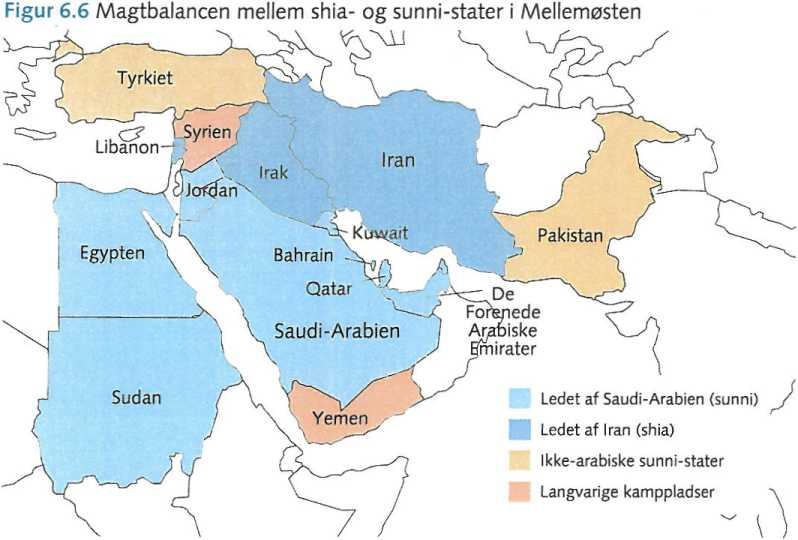 Figur 6.6 Magtbalancen mellem shia- og sunni-stater i Mellemøsten
Tyrkiet
Syrien
Libanon
Irak
Iran
Jordan
Kuwait
Pakistan
Egypten
Bahrain
Qatar
De
Forenede
Arabiske
Emirater
Saudi-Arabien
Sudan
Yemen
Ledet af Saudi-Arabien (sunni)
Ledet af Iran (shia)
Ikke-arabiske sunni-stater
Langvarige kamppladser